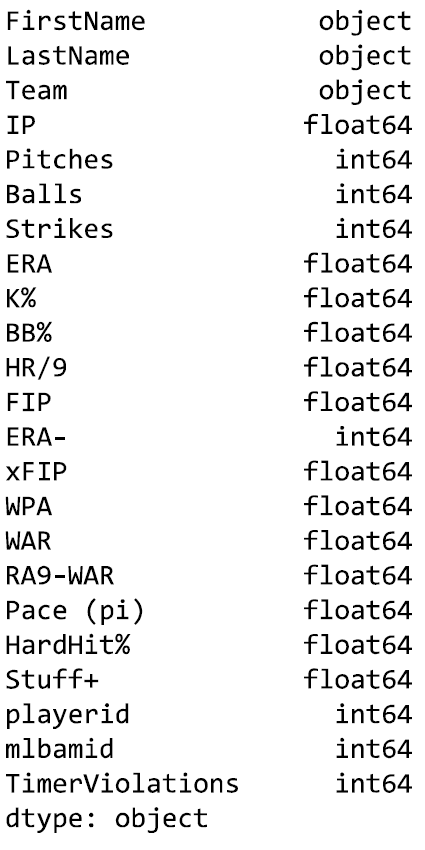 FirstName object
LastName object
Team object
IP float64
Pitches int64
Balls int64
Strikes int64
ERA float64
K% float64
BB% float64
HR/9 float64
FIP float64
ERA- int64
xFIP float64
WPA float64
WAR float64
RA9-WAR float64
Pace (pi) float64
HardHit% float64
Stuff+ float64
playerid int64
mlbamid int64
TimerViolations int64
dtype: object